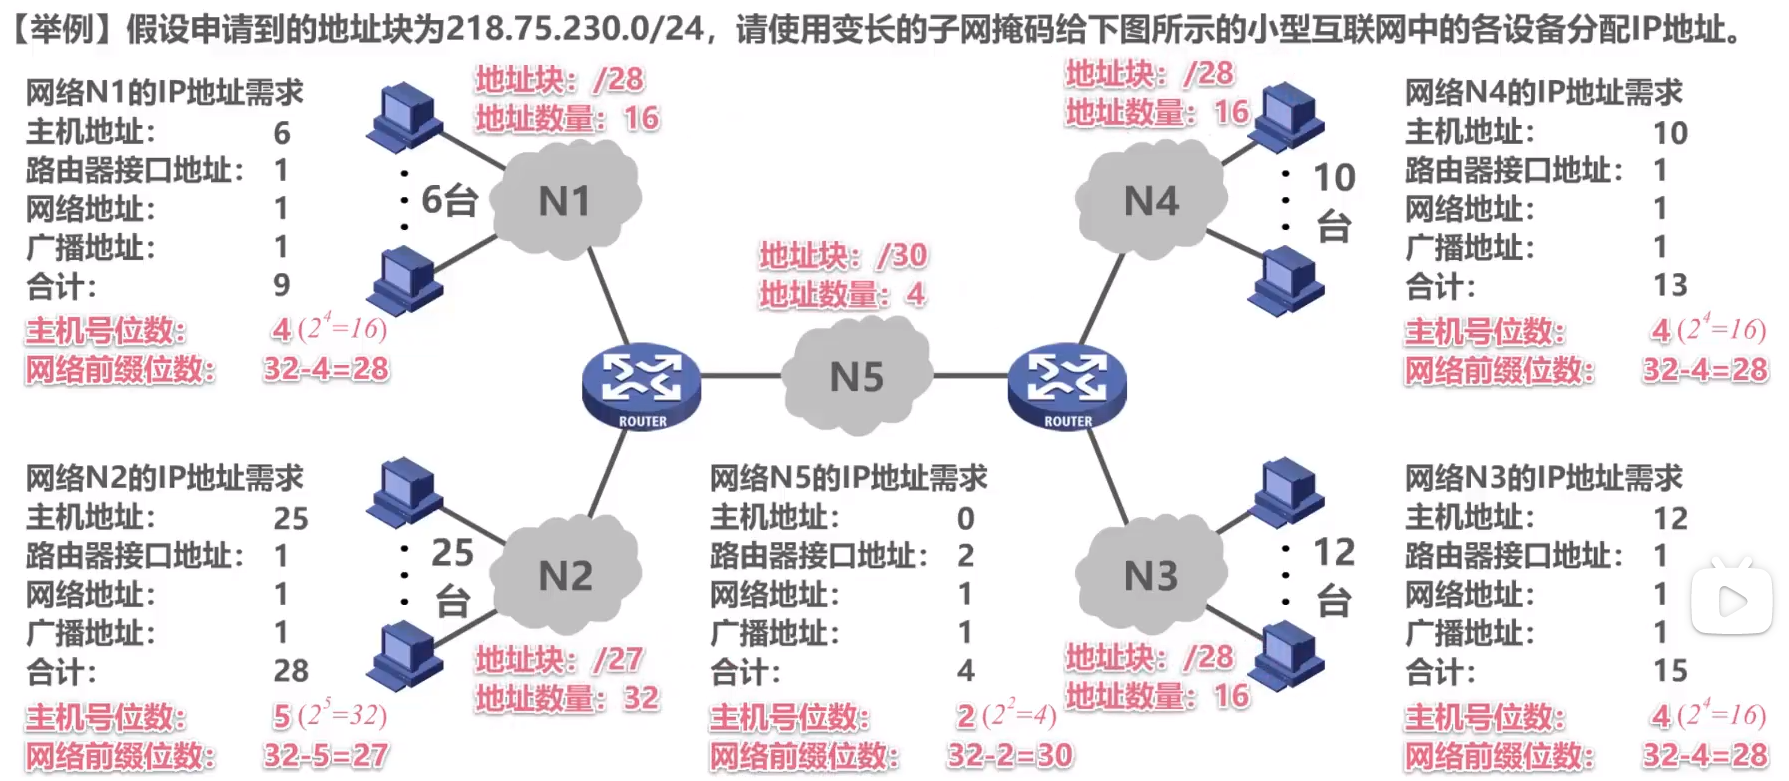 【举例】假设申请到的地址块为218.75.230.0/24，请使用变长的子网掩码给下图所示的小型互联网中的各设备分配IP地址。
网络N1的IP地址需求
主机地址： 6
路由器接口地址： 1
网络地址： 1
广播地址： 1
合计： 9
主机号位数： 4 (2^4=16)
网络前缀位数： 32-4=28
地址块：/28
地址数量：16
6台
N1
地址块：/28
地址数量：16
N4
10
台
网络N4的IP地址需求
主机地址： 10
路由器接口地址： 1
网络地址： 1
广播地址： 1
合计： 13
主机号位数： 4 (2^4=16)
网络前缀位数： 32-4=28
地址块：/30
地址数量：4
ROUTER
N5
ROUTER
网络N2的IP地址需求
主机地址： 25
路由器接口地址： 1
网络地址： 1
广播地址： 1
合计： 28
主机号位数： 5 (2^5=32)
网络前缀位数： 32-5=27
25
台
N2
地址块：/27
地址数量：32
网络N5的IP地址需求
主机地址： 0
路由器接口地址： 2
网络地址： 1
广播地址： 1
合计： 4
主机号位数： 2 (2^2=4)
网络前缀位数： 32-2=30
N3
12
台
地址块：/28
地址数量：16
网络N3的IP地址需求
主机地址： 12
路由器接口地址： 1
网络地址： 1
广播地址： 1
合计： 15
主机号位数： 4 (2^4=16)
网络前缀位数： 32-4=28